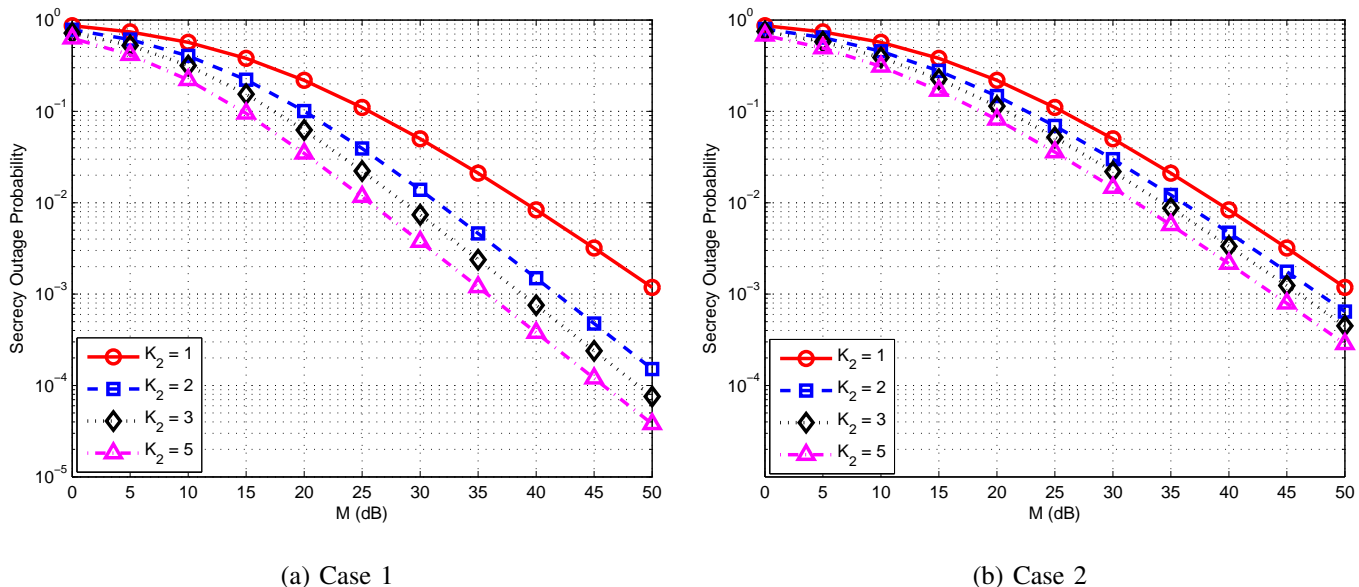 10^0
10^-1
10^-2
10^-3
10^-4
10^-5
Secrecy Outage Probability
K_2 = 1
K_2 = 2
K_2 = 3
K_2 = 5
0 5 10 15 20 25 30 35 40 45 50
M (dB)
(a) Case 1
10^0
10^-1
10^-2
10^-3
10^-4
Secrecy Outage Probability
K_2 = 1
K_2 = 2
K_2 = 3
K_2 = 5
0 5 10 15 20 25 30 35 40 45 50
M (dB)
(b) Case 2